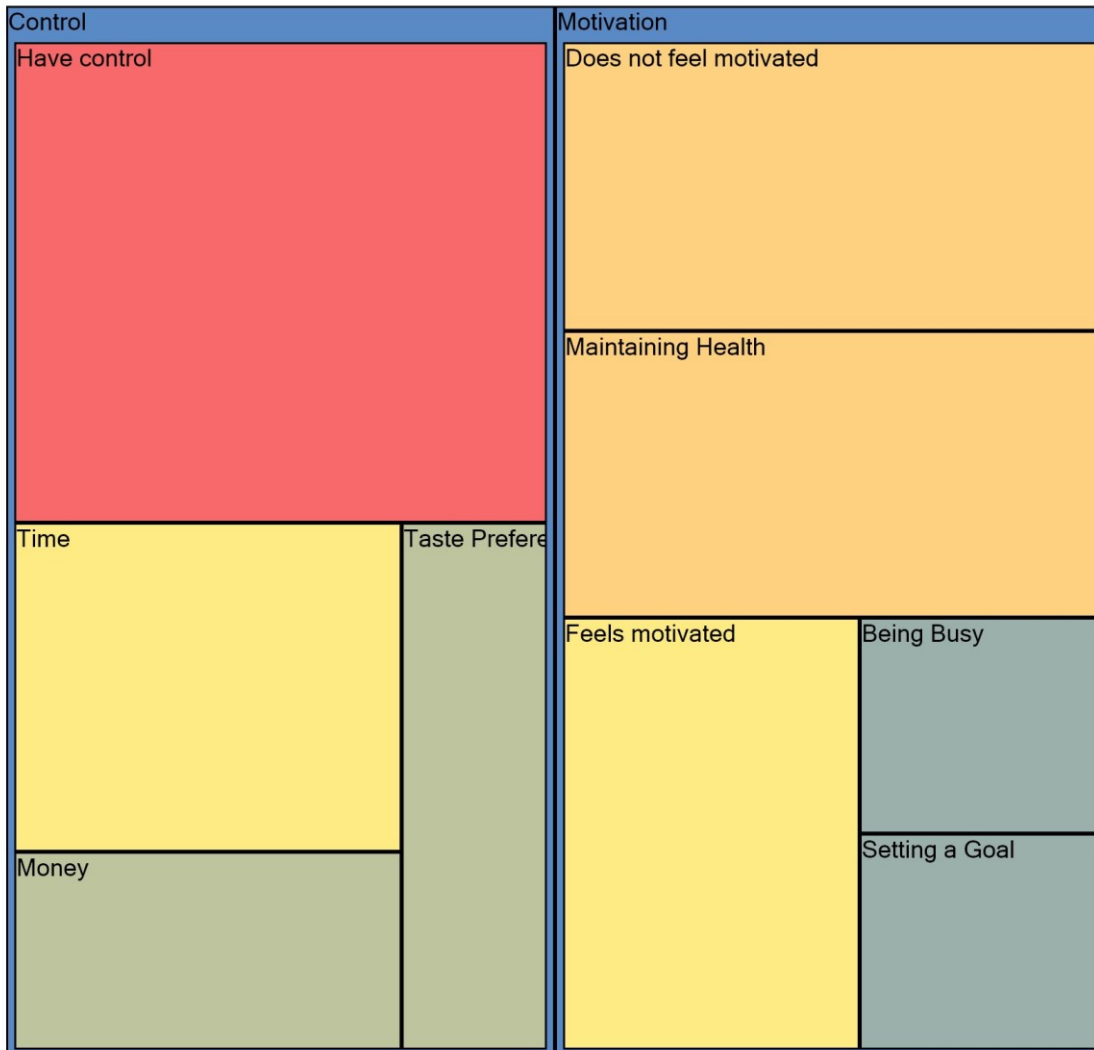 Control
Have control
Time
Taste Prefere
Money
Motivation
Does not feel motivated
Maintaining Health
Feels motivated
Being Busy
Setting a Goal